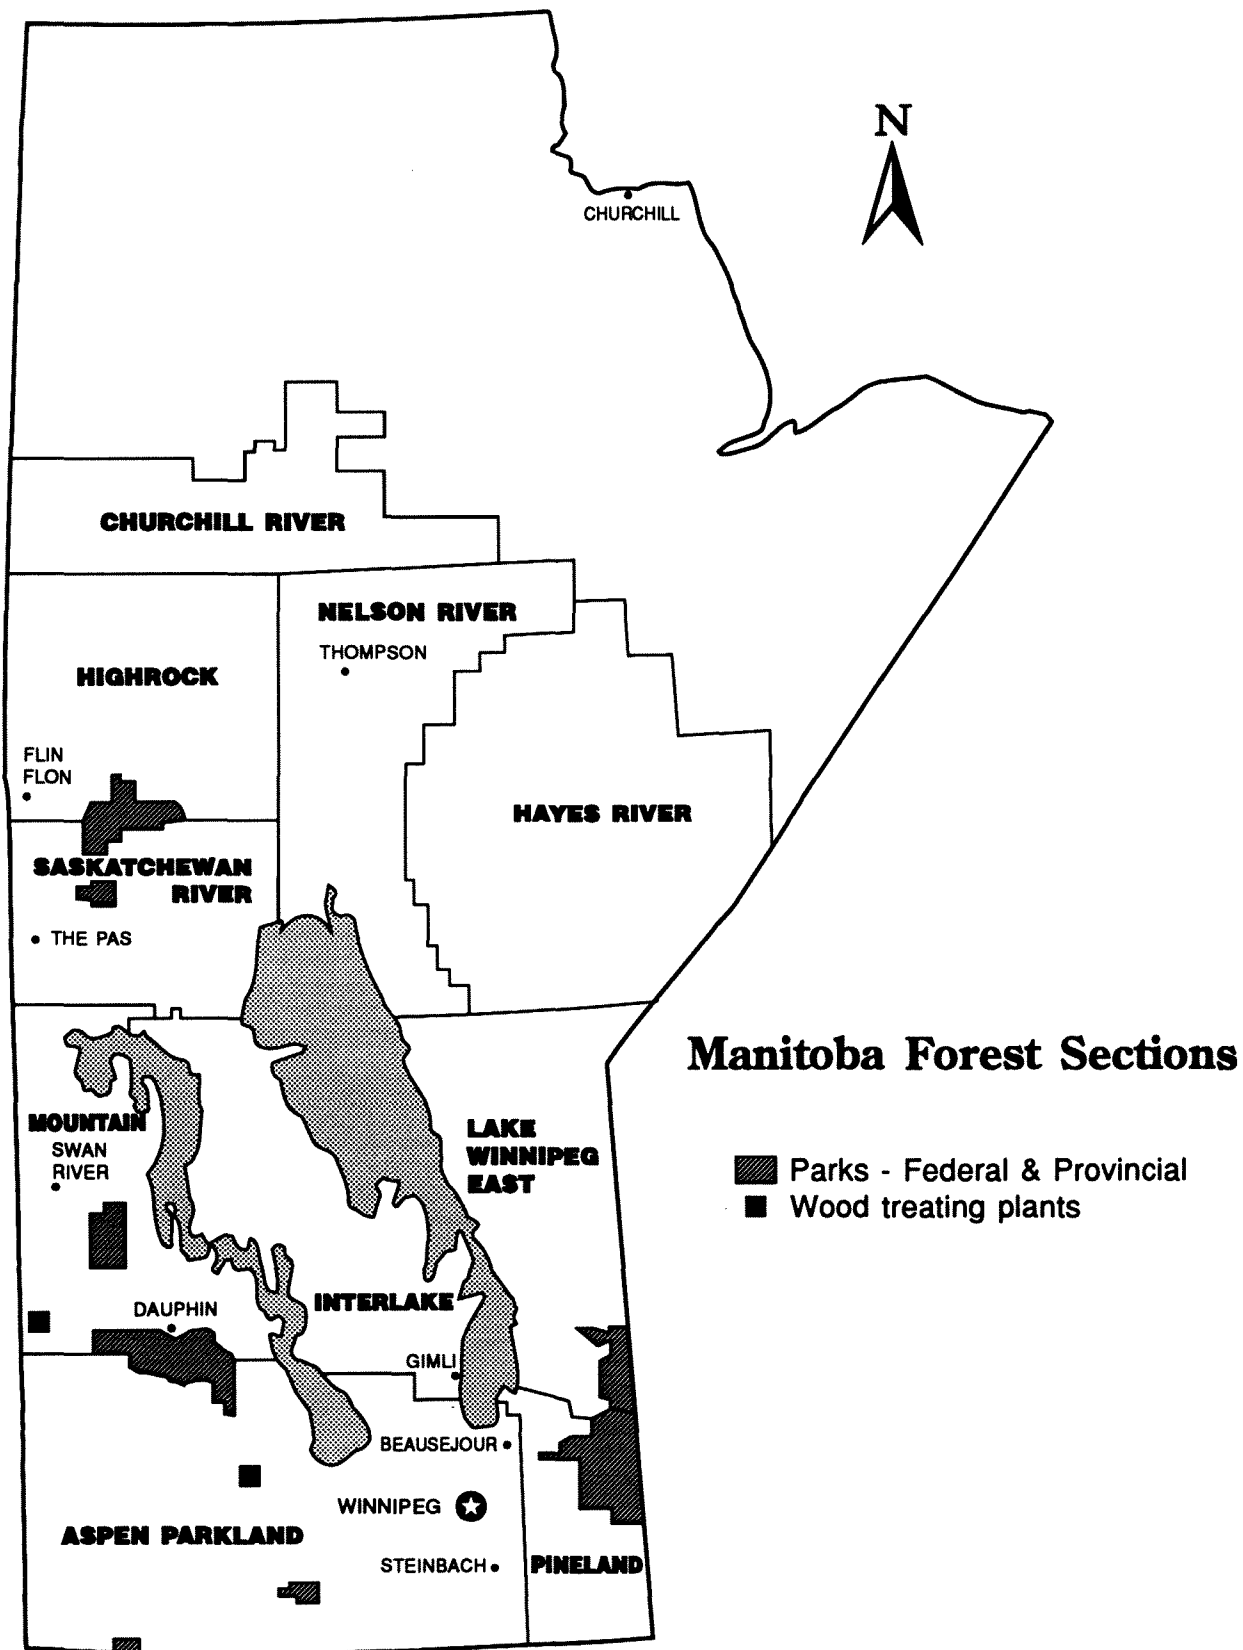 N
CHURCHILL
CHURCHILL RIVER
NELSON RIVER
THOMPSON
HIGHROCK
FLIN
FLON
HAYES RIVER
SASKATCHEWAN
RIVER
THE PAS
Manitoba Forest Sections
MOUNTAIN
SWAN
RIVER
LAKE
WINNIPEG
EAST
Parks - Federal & Provincial
Wood treating plants
INTERLAKE
DAUPHIN
GIMLI
BEAUSEJOUR
WINNIPEG
ASPEN PARKLAND
STEINBACH
PINELAND